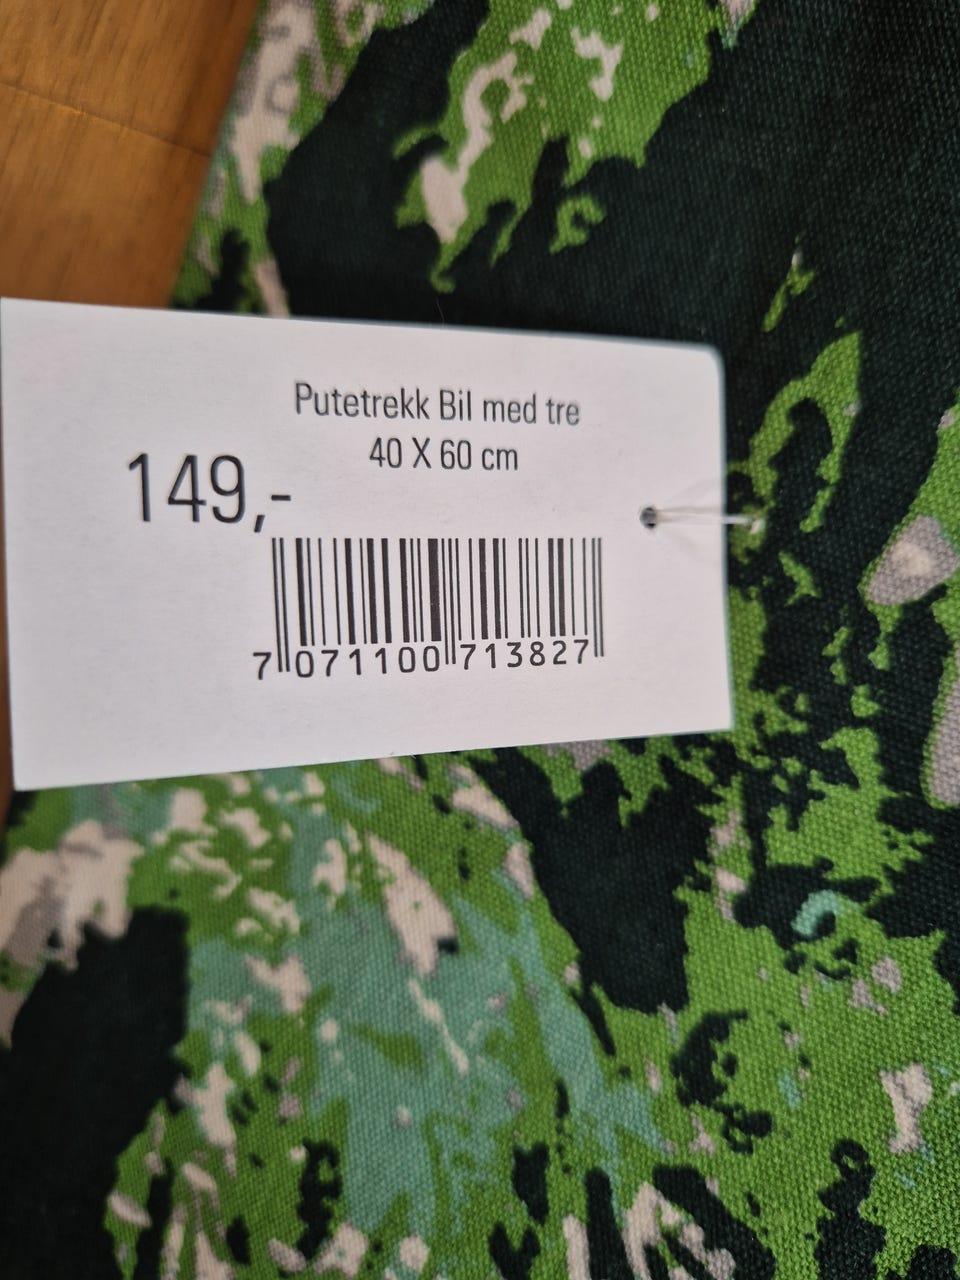 Putetrekk Bil med tre
40 X 60 cm
149,-
7 071100 713827